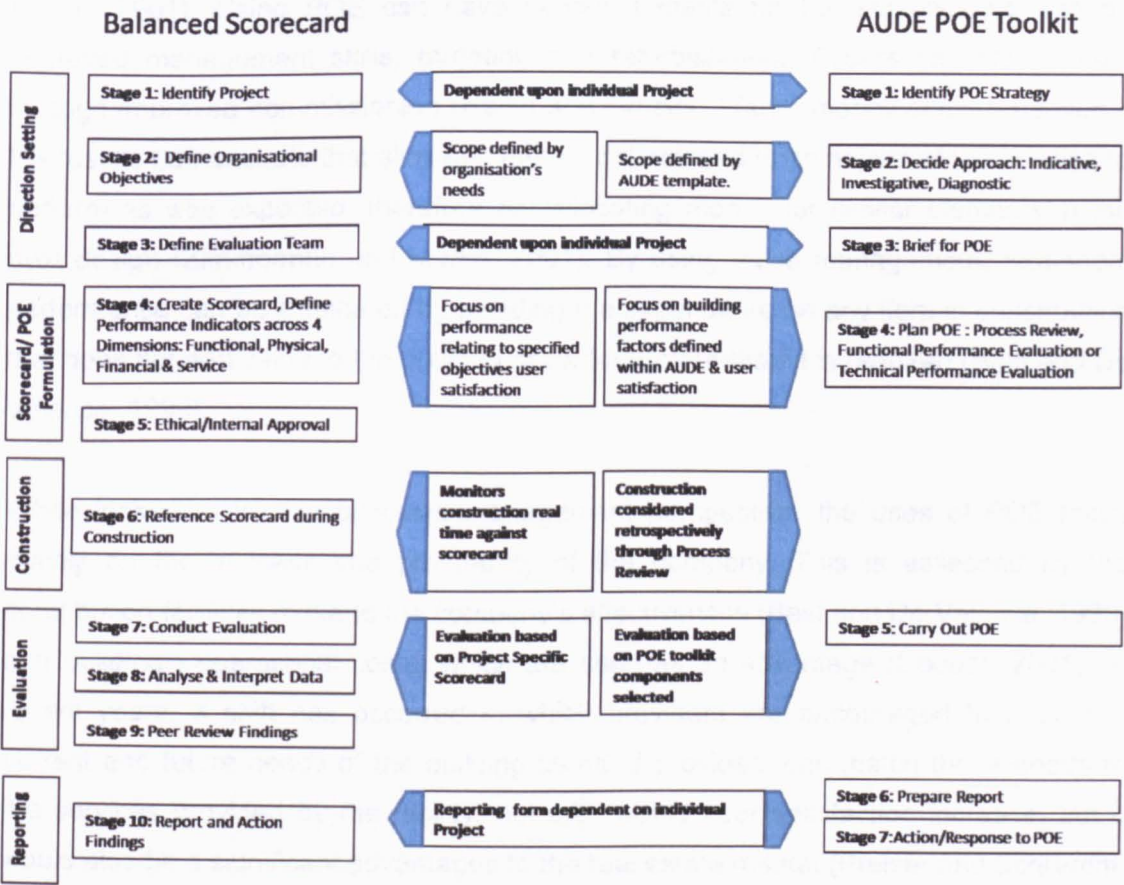 Balanced Scorecard
AUDE POE Toolkit
Direction Setting
Stage 1: Identify Project
Dependent upon individual Project
Stage 1: Identify POE Strategy
Stage 2: Define Organisational
Objectives
Scope defined by
organisation's
needs
Scope defined by
AUDE template.
Stage 2: Decide Approach: Indicative,
Investigative, Diagnostic
Stage 3: Define Evaluation Team
Dependent upon individual Project
Stage 3: Brief for POE
Scorecard/ POE
Formulation
Stage 4: Create Scorecard, Define
Performance Indicators across 4
Dimensions: Functional, Physical,
Financial & Service
Focus on
performance
relating to specified
objectives user
satisfaction
Focus on building
performance
factors defined
within AUDE & user
satisfaction
Stage 4: Plan POE : Process Review,
Functional Performance Evaluation or
Technical Performance Evaluation
Stage 5: Ethical/Internal Approval
Construction
Stage 6: Reference Scorecard during
Construction
Monitors
construction real
time against
scorecard
Construction
considered
retrospectively
through Process
Review
Evaluation
Stage 7: Conduct Evaluation
Stage 8: Analyse & Interpret Data
Stage 9: Peer Review Findings
Evaluation based
on Project Specific
Scorecard
Evaluation based
on POE toolkit
components
selected
Stage 5: Carry Out POE
Reporting
Stage 10: Report and Action
Findings
Reporting form dependent on individual
Project
Stage 6: Prepare Report
Stage 7:Action/Response to POE